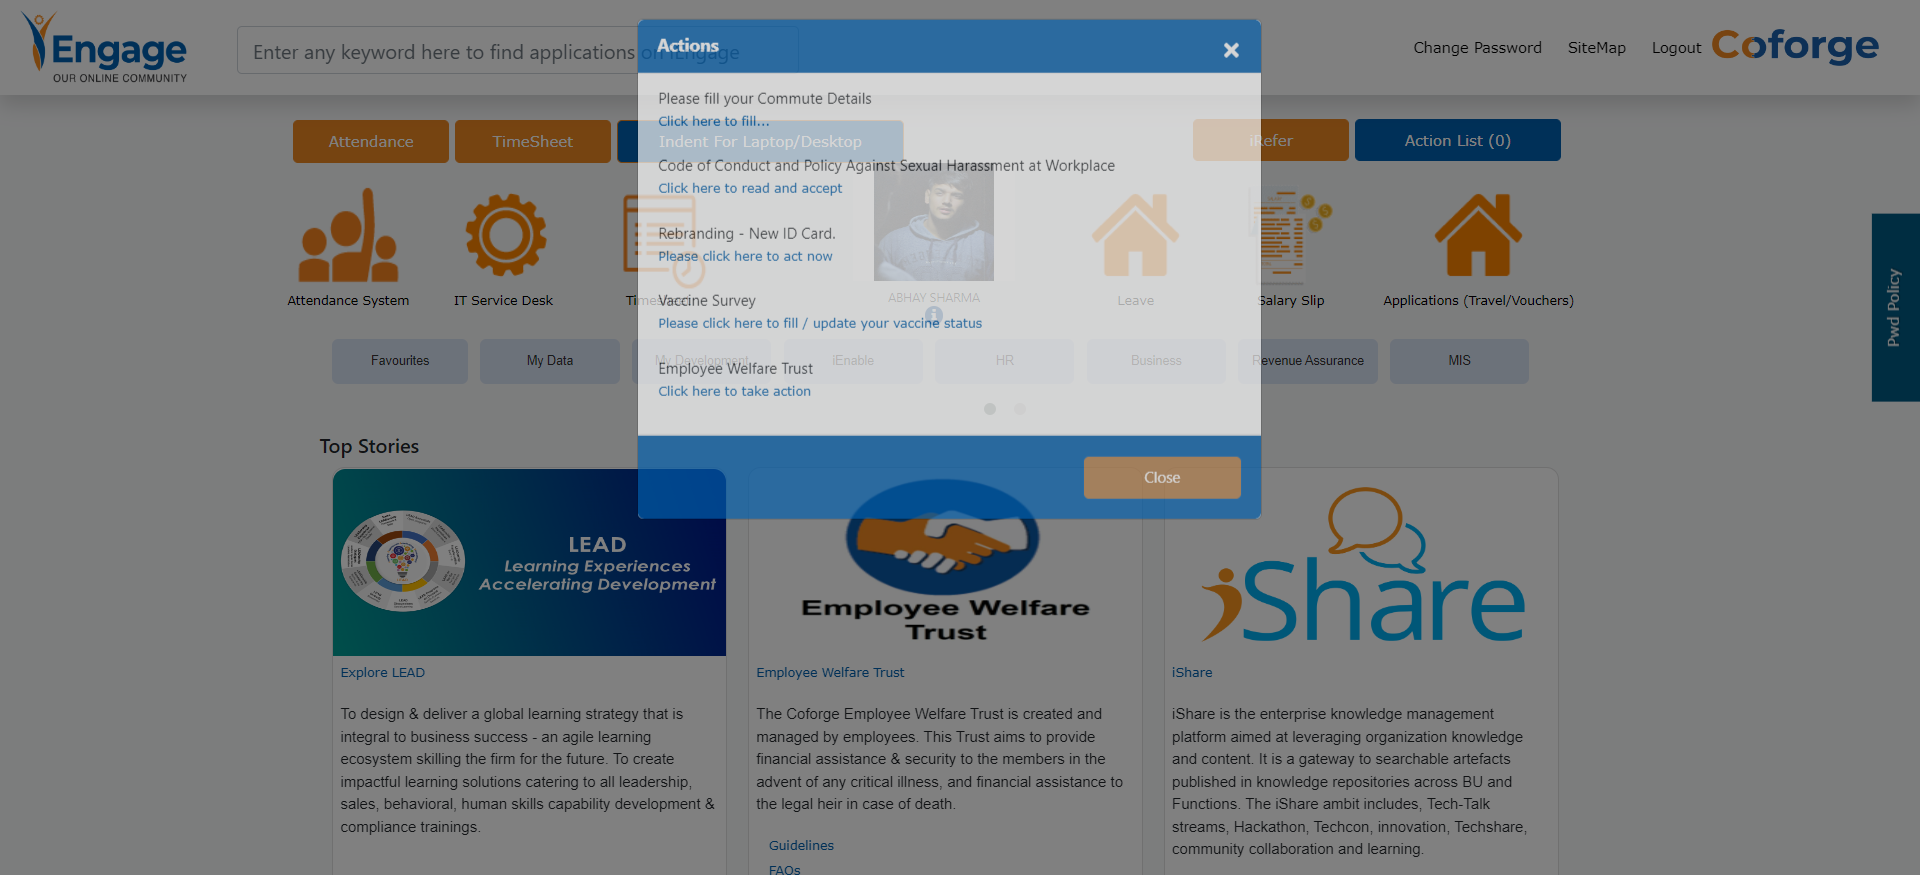 Engage
OUR ONLINE COMMUNITY
Enter any keyword here to find applications on iEngage
Change Password
SiteMap
Logout
Coforge
Actions
Please fill your Commute Details
Click here to fill...
Code of Conduct and Policy Against Sexual Harassment at Workplace
Click here to read and accept
Rebranding - New ID Card.
Please click here to act now
Vaccine Survey
Please click here to fill / update your vaccine status
Employee Welfare Trust
Click here to take action
Close
Attendance
TimeSheet
Indent For Laptop/Desktop
iRefer
Action List (0)
Attendance System
IT Service Desk
Timesheet
ABHAY SHARMA
Leave
Salary Slip
Applications (Travel/Vouchers)
Pwd Policy
Favourites
My Data
My Development
iEnable
HR
Business
Revenue Assurance
MIS
Top Stories
LEAD
Learning Experiences
Accelerating Development
Employee Welfare
Trust
iShare
Explore LEAD
To design & deliver a global learning strategy that is
integral to business success - an agile learning
ecosystem skilling the firm for the future. To create
impactful learning solutions catering to all leadership,
sales, behavioral, human skills capability development &
compliance trainings.
Employee Welfare Trust
The Coforge Employee Welfare Trust is created and
managed by employees. This Trust aims to provide
financial assistance & security to the members in the
advent of any critical illness, and financial assistance to
the legal heir in case of death.
Guidelines
FAQs
iShare
iShare is the enterprise knowledge management
platform aimed at leveraging organization knowledge
and content. It is a gateway to searchable artefacts
published in knowledge repositories across BU and
Functions. The iShare ambit includes, Tech-Talk
streams, Hackathon, Techcon, innovation, Techshare,
community collaboration and learning.